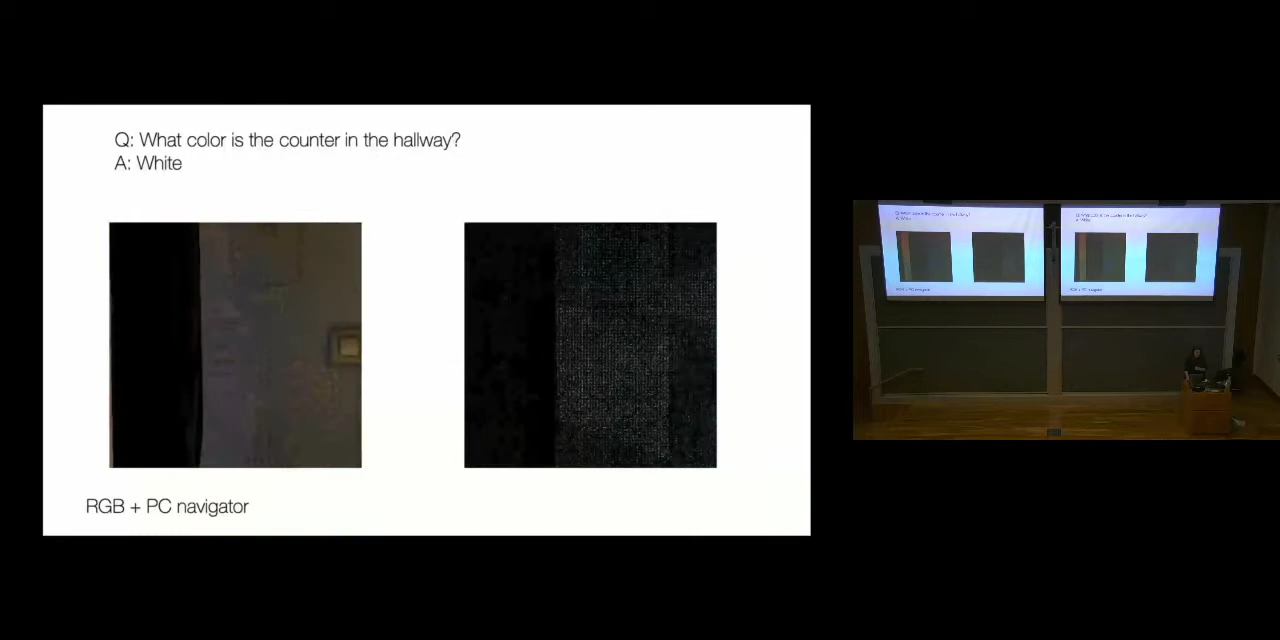 Q: What color is the counter in the hallway?
A: White
RGB + PC navigator